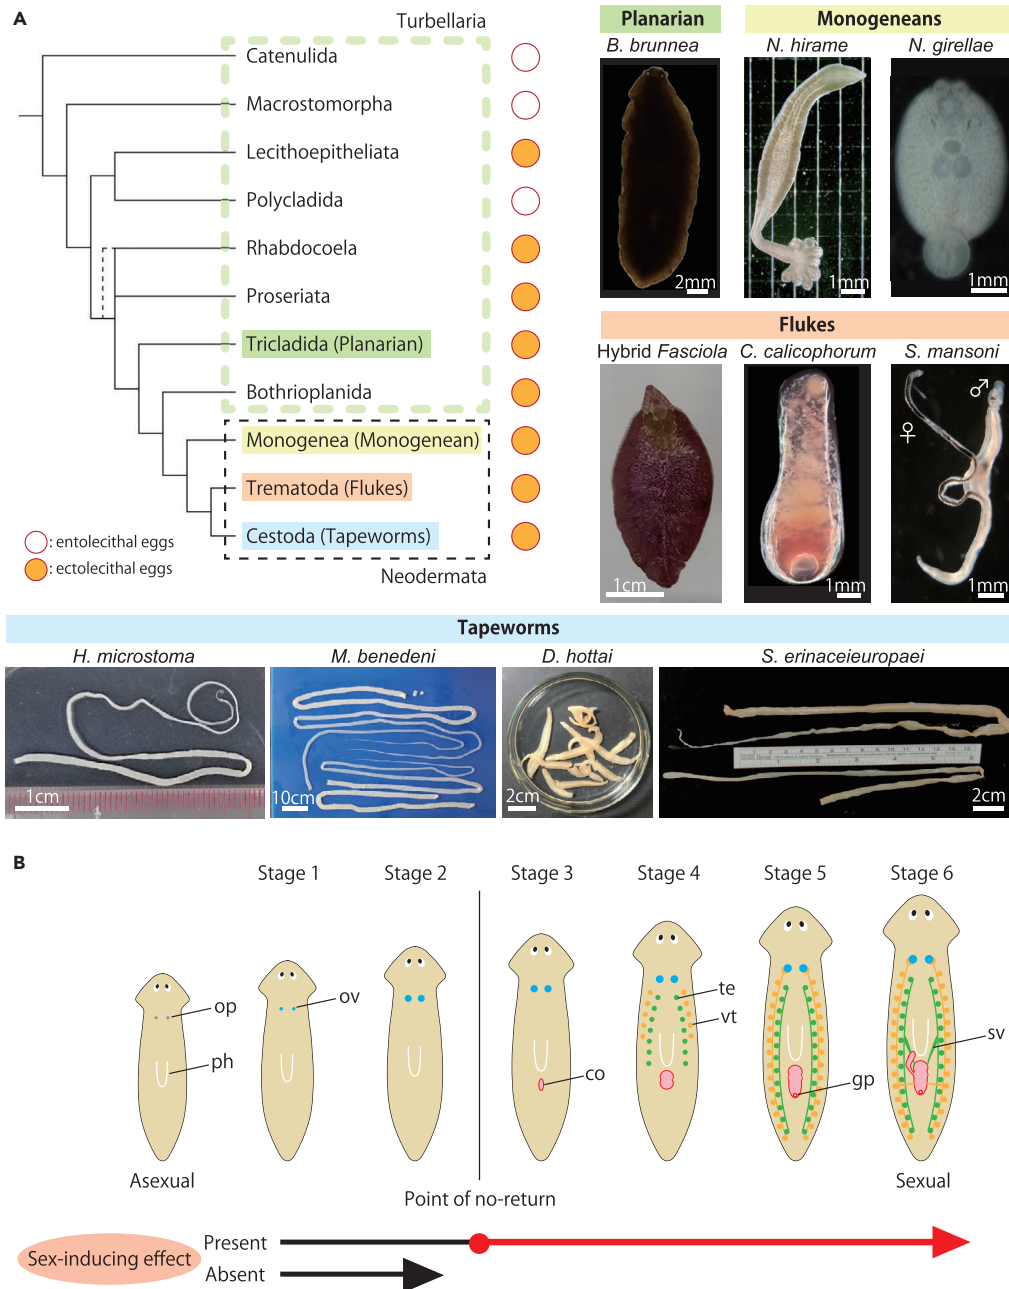 A
Turbellaria
Catenulida
Macrostomorpha
Lecithoepitheliata
Polycladida
Rhabdocoela
Proseriata
Tricladida (Planarian)
Bothrioplanida
Monogenea (Monogenean)
Trematoda (Flukes)
Cestoda (Tapeworms)
Neodermata
: entolecithal eggs
: ectolecithal eggs
Planarian
B. brunnea
2mm
Monogeneans
N. hirame
N. girellae
1mm
1mm
Flukes
Hybrid Fasciola
C. calicophorum
S. mansoni
♂
♀
1cm
1mm
1mm
Tapeworms
H. microstoma
M. benedeni
D. hottai
S. erinaceieuropaei
1cm
10cm
2cm
2cm
B
Stage 1
Stage 2
Stage 3
Stage 4
Stage 5
Stage 6
op
ov
te
vt
sv
ph
co
gp
Asexual
Sexual
Point of no-return
Sex-inducing effect
Present
Absent